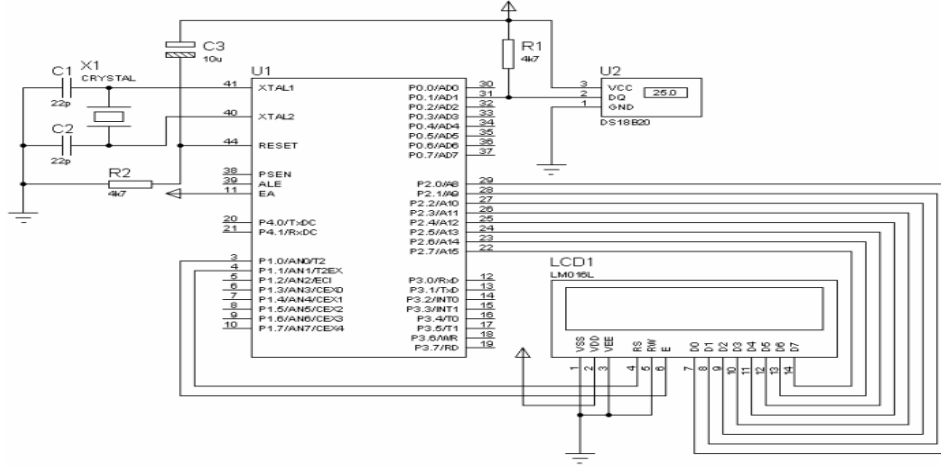 C3
10u
R1
4k7
X1
CRYSTAL
C1
22p
C2
22p
R2
4k7
U1
41 XTAL1
40 XTAL2
44 RESET
38 PSEN
39 ALE
11 EA
20 P4.0/TxDC
21 P4.1/RxDC
3 P1.0/AN0/T2
4 P1.1/AN1/T2EX
5 P1.2/AN2/ECI
6 P1.3/AN3/CEX0
7 P1.4/AN4/CEX1
8 P1.5/AN5/CEX2
9 P1.6/AN6/CEX3
10 P1.7/AN7/CEX4
P0.0/AD0 30
P0.1/AD1 31
P0.2/AD2 32
P0.3/AD3 33
P0.4/AD4 34
P0.5/AD5 35
P0.6/AD6 36
P0.7/AD7 37
P2.0/A8 29
P2.1/A9 28
P2.2/A10 27
P2.3/A11 26
P2.4/A12 25
P2.5/A13 24
P2.6/A14 23
P2.7/A15 22
P3.0/RxD 12
P3.1/TxD 13
P3.2/INT0 14
P3.3/INT1 15
P3.4/T0 16
P3.5/T1 17
P3.6/WR 18
P3.7/RD 19
U2
3 VCC
2 DQ
1 GND
25.0
DS18B20
LCD1
LM016L
VSS VDD VEE RS RW E D0 D1 D2 D3 D4 D5 D6 D7
1 2 3 4 5 6 7 8 9 10 11 12 13 14